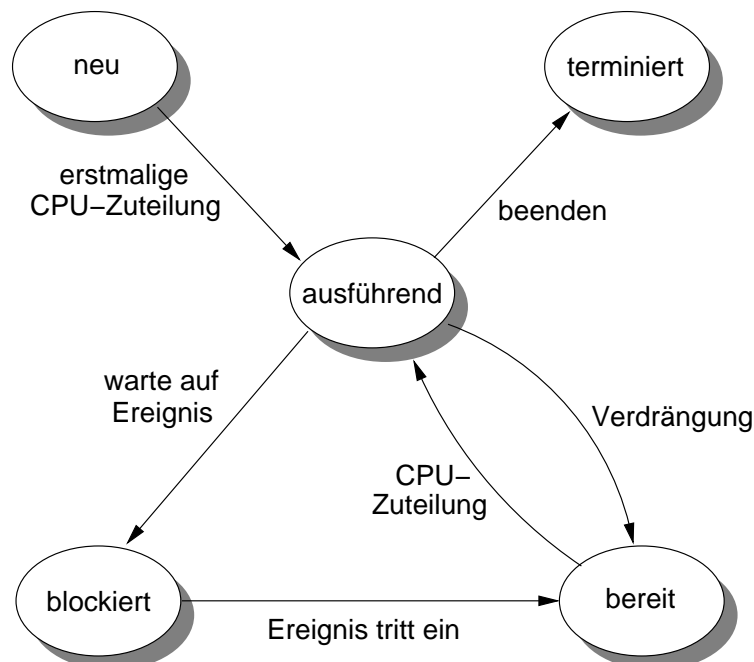 neu
terminiert
erstmalige
CPU–Zuteilung
beenden
ausführend
warte auf
Ereignis
Verdrängung
CPU–
Zuteilung
blockiert
bereit
Ereignis tritt ein